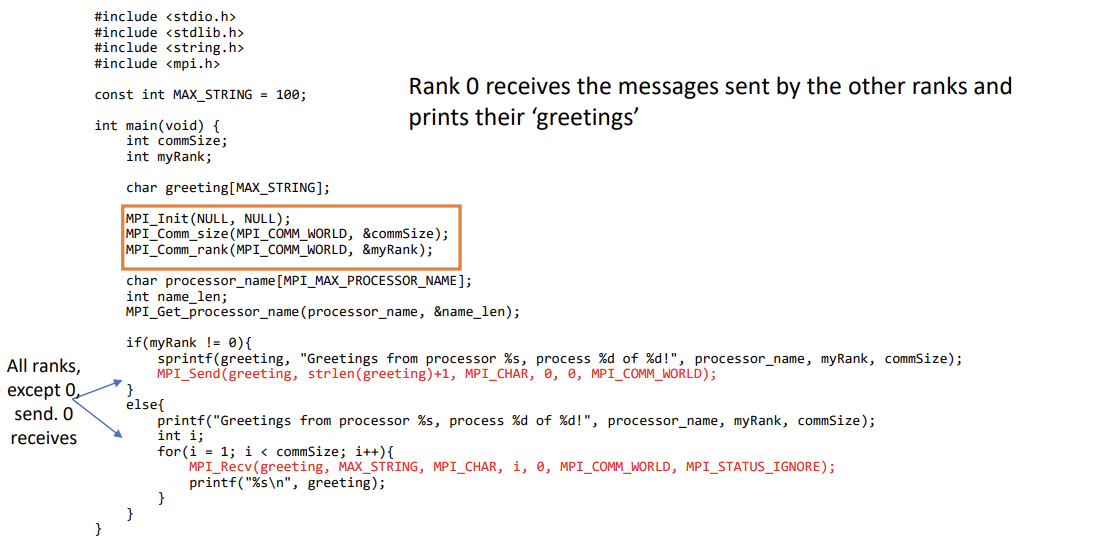 #include <stdio.h>
#include <stdlib.h>
#include <string.h>
#include <mpi.h>
const int MAX_STRING = 100;
Rank 0 receives the messages sent by the other ranks and
prints their ‘greetings’
int main(void) {
int commSize;
int myRank;
char greeting[MAX_STRING];
MPI_Init(NULL, NULL);
MPI_Comm_size(MPI_COMM_WORLD, &commSize);
MPI_Comm_rank(MPI_COMM_WORLD, &myRank);
char processor_name[MPI_MAX_PROCESSOR_NAME];
int name_len;
MPI_Get_processor_name(processor_name, &name_len);
if(myRank != 0){
sprintf(greeting, "Greetings from processor %s, process %d of %d!", processor_name, myRank, commSize);
MPI_Send(greeting, strlen(greeting)+1, MPI_CHAR, 0, 0, MPI_COMM_WORLD);
}
else{
printf("Greetings from processor %s, process %d of %d!", processor_name, myRank, commSize);
int i;
for(i = 1; i < commSize; i++){
MPI_Recv(greeting, MAX_STRING, MPI_CHAR, i, 0, MPI_COMM_WORLD, MPI_STATUS_IGNORE);
printf("%s\n", greeting);
}
}
}
All ranks,
except 0,
send. 0
receives